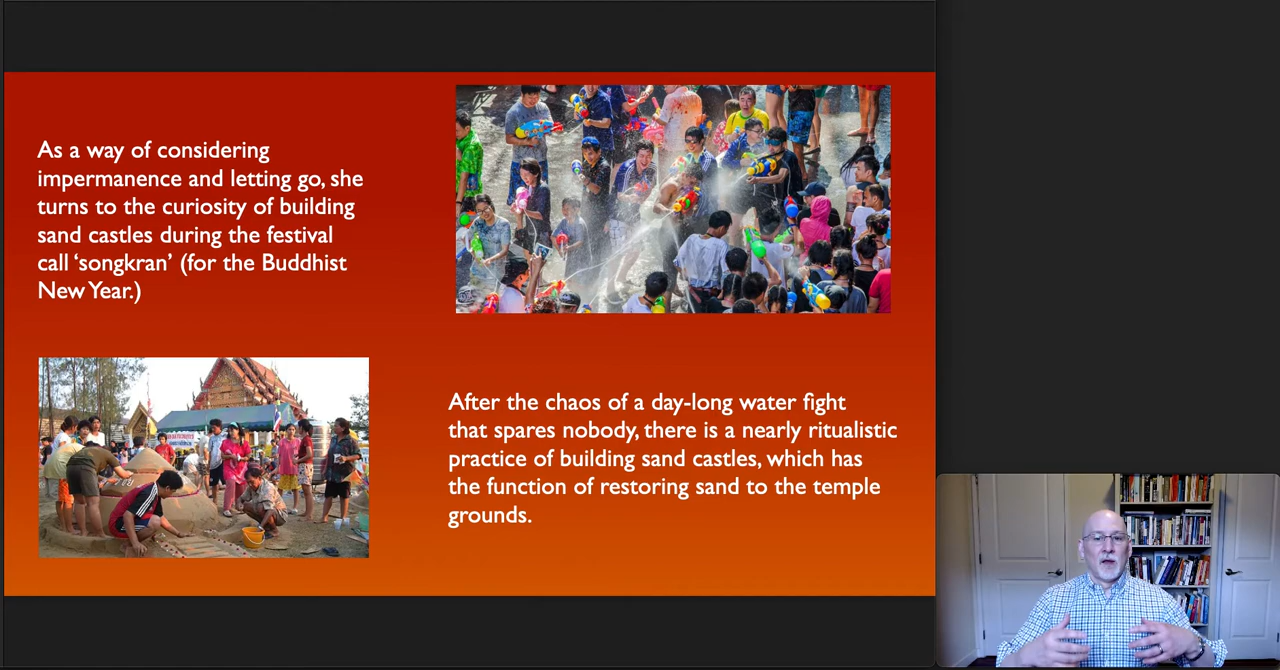 As a way of considering
impermanence and letting go, she
turns to the curiosity of building
sand castles during the festival
call ‘songkran’ (for the Buddhist
New Year.)
After the chaos of a day-long water fight
that spares nobody, there is a nearly ritualistic
practice of building sand castles, which has
the function of restoring sand to the temple
grounds.